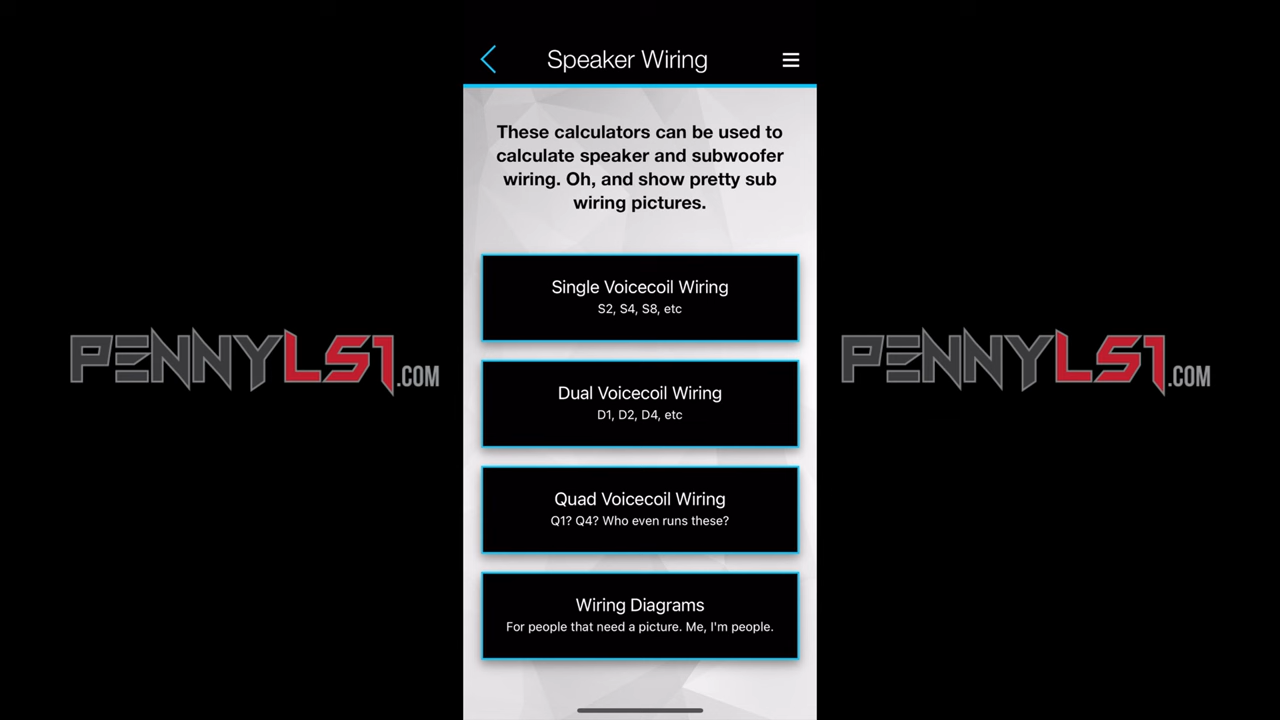 Speaker Wiring
These calculators can be used to
calculate speaker and subwoofer
wiring. Oh, and show pretty sub
wiring pictures.
Single Voicecoil Wiring
S2, S4, S8, etc
PENNYLS1.COM
PENNYLS1.COM
Dual Voicecoil Wiring
D1, D2, D4, etc
Quad Voicecoil Wiring
Q1? Q4? Who even runs these?
Wiring Diagrams
For people that need a picture. Me, I'm people.